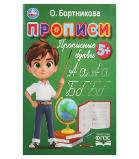 УМка
О. Бортникова
ПРОПИСИ
Прописные
буквы
5+
А а А а
Б б Б б
ФГОС